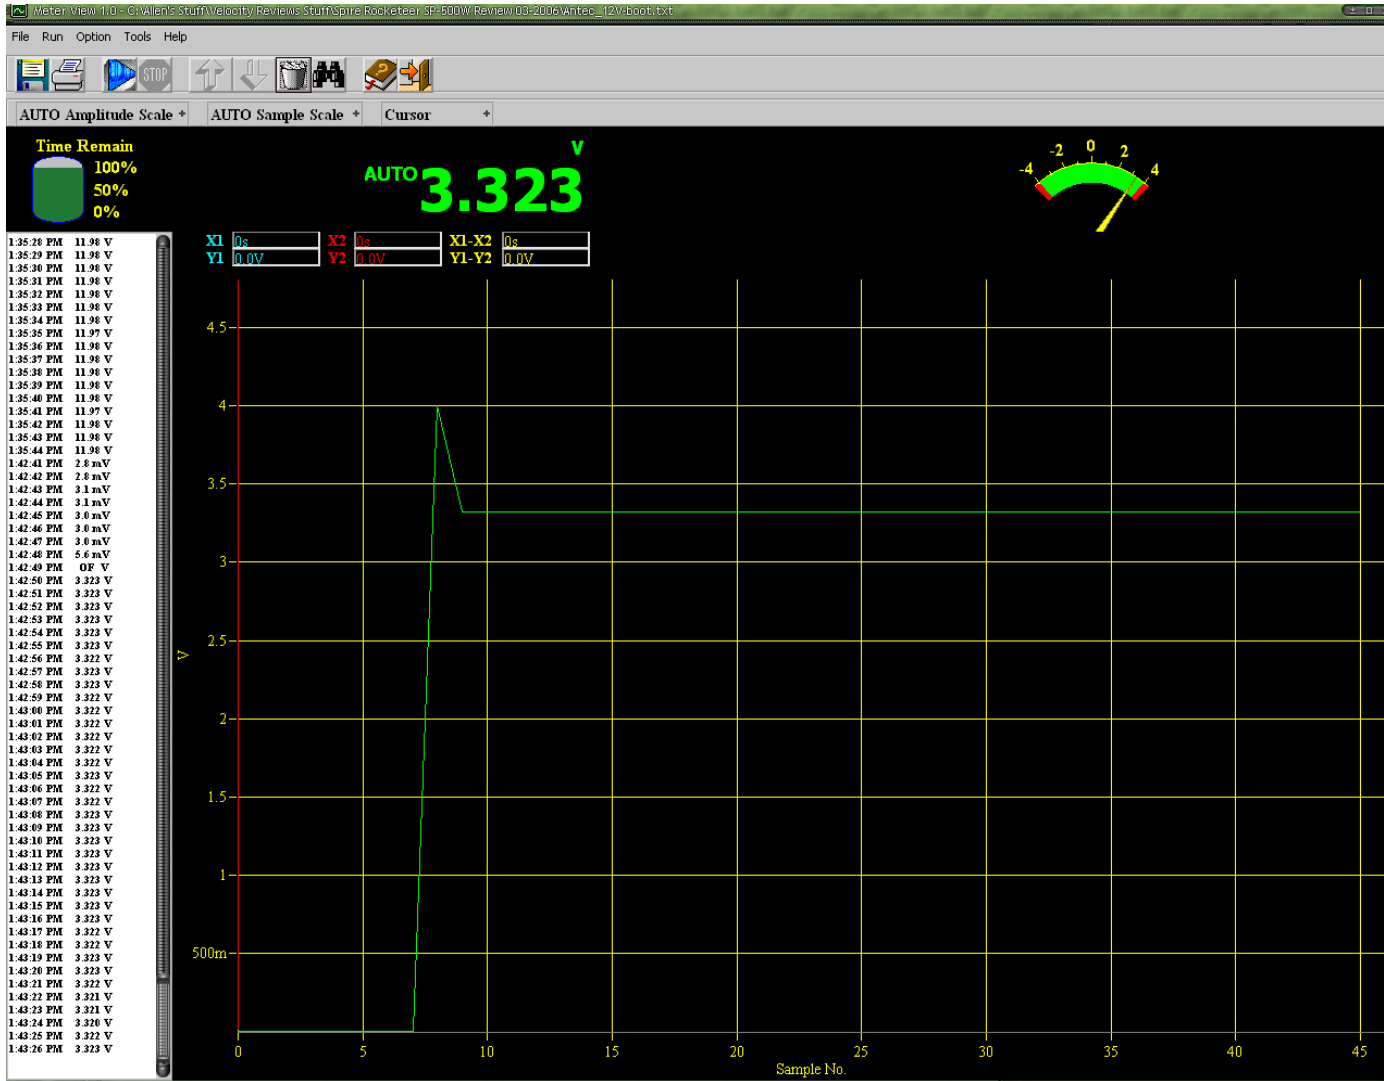 Meter View 1.0 - C:\Allen's Stuff\Velocity Reviews Stuff\Spire Rocketeer SP-500W Review 03-2006\Antec_12V-boot.txt
File Run Option Tools Help
STOP
AUTO Amplitude Scale + AUTO Sample Scale + Cursor +
Time Remain
100%
50%
0%
AUTO 3.323 V
-4 -2 0 2 4
X1 0s X2 0s X1-X2 0s
Y1 0.0V Y2 0.0V Y1-Y2 0.0V
1:35:28 PM 11.98 V
1:35:29 PM 11.98 V
1:35:30 PM 11.98 V
1:35:31 PM 11.98 V
1:35:32 PM 11.98 V
1:35:33 PM 11.98 V
1:35:34 PM 11.98 V
1:35:35 PM 11.97 V
1:35:36 PM 11.98 V
1:35:37 PM 11.98 V
1:35:38 PM 11.98 V
1:35:39 PM 11.98 V
1:35:40 PM 11.98 V
1:35:41 PM 11.97 V
1:35:42 PM 11.98 V
1:35:43 PM 11.98 V
1:35:44 PM 11.98 V
1:42:41 PM 2.8 mV
1:42:42 PM 2.8 mV
1:42:43 PM 3.1 mV
1:42:44 PM 3.1 mV
1:42:45 PM 3.0 mV
1:42:46 PM 3.0 mV
1:42:47 PM 3.0 mV
1:42:48 PM 5.6 mV
1:42:49 PM OF V
1:42:50 PM 3.323 V
1:42:51 PM 3.323 V
1:42:52 PM 3.323 V
1:42:53 PM 3.323 V
1:42:54 PM 3.323 V
1:42:55 PM 3.323 V
1:42:56 PM 3.322 V
1:42:57 PM 3.323 V
1:42:58 PM 3.323 V
1:42:59 PM 3.322 V
1:43:00 PM 3.322 V
1:43:01 PM 3.322 V
1:43:02 PM 3.322 V
1:43:03 PM 3.322 V
1:43:04 PM 3.322 V
1:43:05 PM 3.323 V
1:43:06 PM 3.322 V
1:43:07 PM 3.322 V
1:43:08 PM 3.323 V
1:43:09 PM 3.323 V
1:43:10 PM 3.323 V
1:43:11 PM 3.323 V
1:43:12 PM 3.323 V
1:43:13 PM 3.323 V
1:43:14 PM 3.323 V
1:43:15 PM 3.323 V
1:43:16 PM 3.323 V
1:43:17 PM 3.322 V
1:43:18 PM 3.322 V
1:43:19 PM 3.323 V
1:43:20 PM 3.323 V
1:43:21 PM 3.322 V
1:43:22 PM 3.321 V
1:43:23 PM 3.321 V
1:43:24 PM 3.320 V
1:43:25 PM 3.322 V
1:43:26 PM 3.323 V
4.5
4
3.5
3
2.5
2
1.5
1
500m
V
0 5 10 15 20 25 30 35 40 45
Sample No.